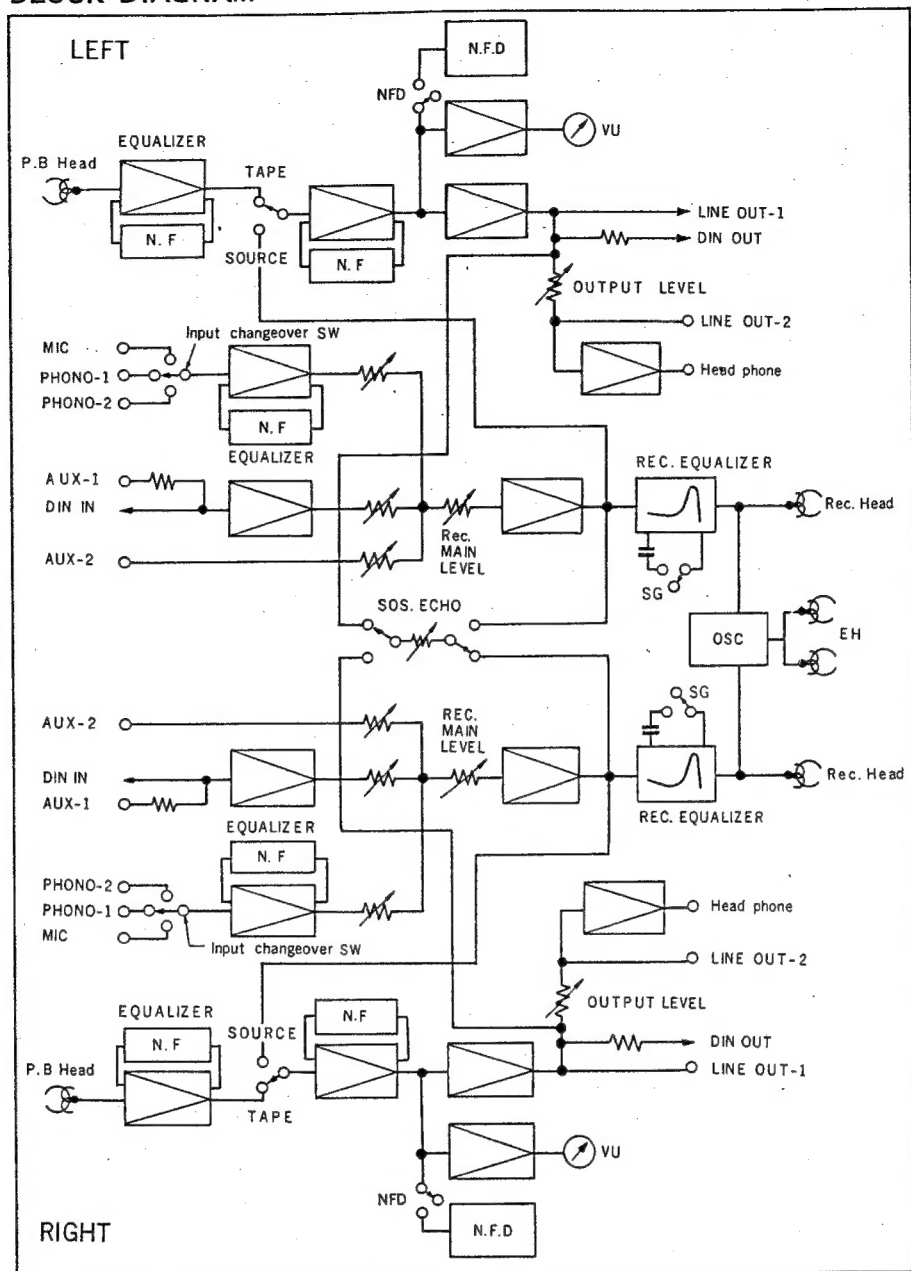 BLOCK DIAGRAM
LEFT
N.F.D
NFD
VU
EQUALIZER
P.B Head
TAPE
N. F
SOURCE
N. F
LINE OUT-1
DIN OUT
OUTPUT LEVEL
LINE OUT-2
Head phone
Input changeover SW
MIC
PHONO-1
PHONO-2
N. F
EQUALIZER
AUX-1
DIN IN
AUX-2
Rec. MAIN LEVEL
REC. EQUALIZER
Rec. Head
SG
SOS. ECHO
OSC
EH
AUX-2
REC. MAIN LEVEL
SG
DIN IN
AUX-1
Rec. Head
REC. EQUALIZER
EQUALIZER
N. F
PHONO-2
PHONO-1
MIC
Input changeover SW
Head phone
LINE OUT-2
OUTPUT LEVEL
DIN OUT
LINE OUT-1
EQUALIZER
N. F
SOURCE
N. F
P.B Head
TAPE
VU
NFD
N.F.D
RIGHT